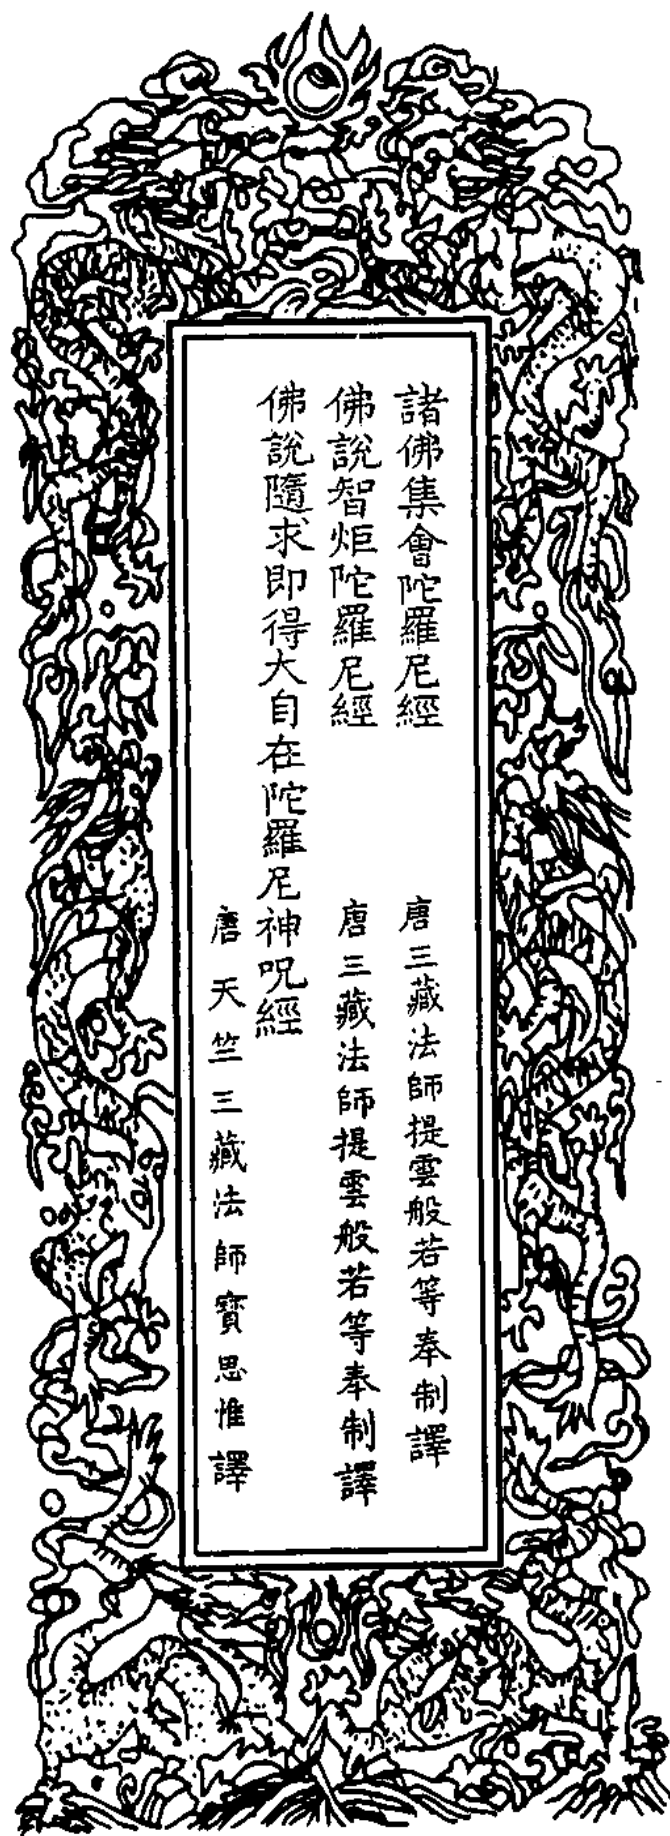 諸佛集會陀羅尼經
唐三藏法師提雲般若等奉制譯
佛說智炬陀羅尼經
唐三藏法師提雲般若等奉制譯
佛說隨求即得大自在陀羅尼神呪經
唐天竺三藏法師寶思惟譯